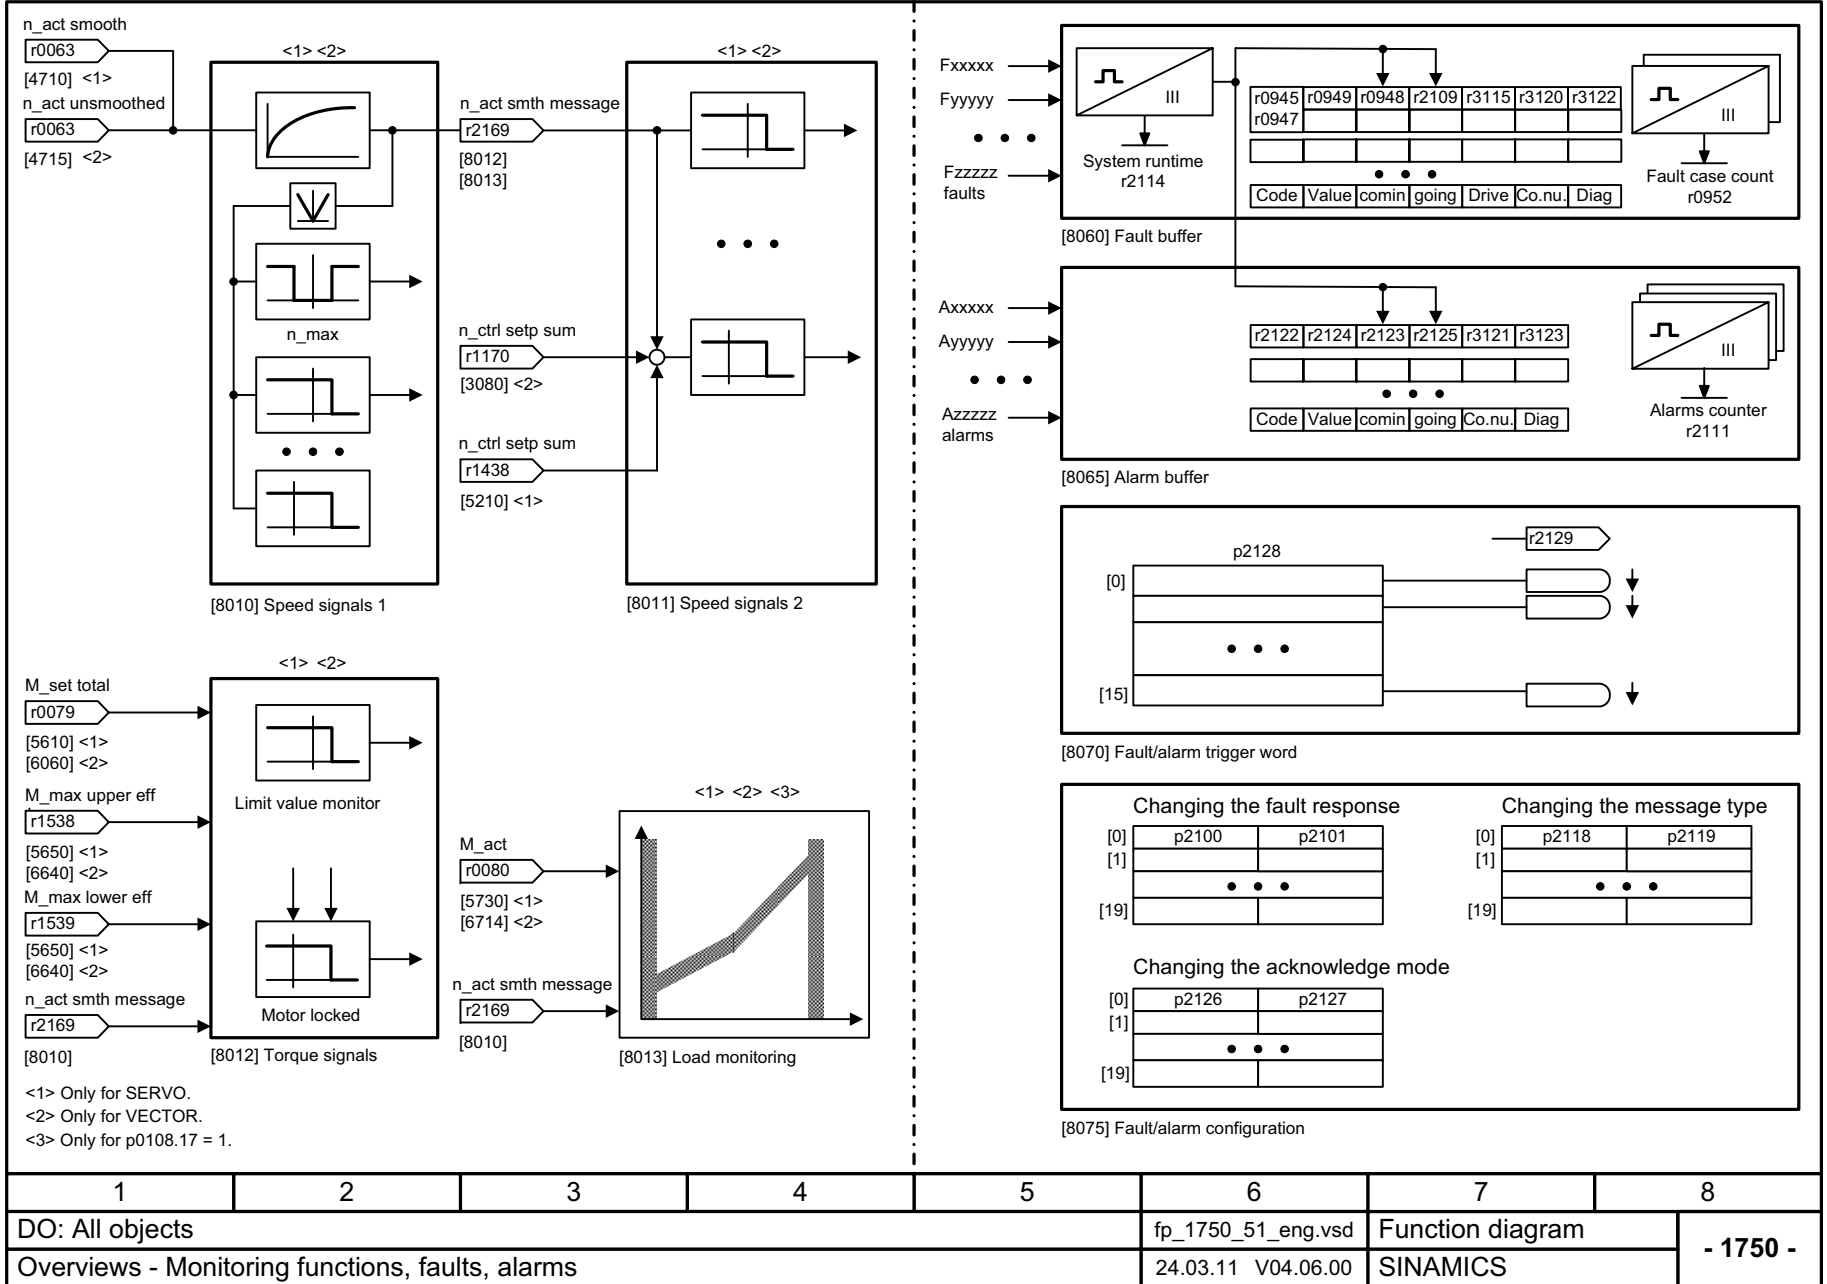 n_act smooth
r0063
[4710] <1>
n_act unsmoothed
r0063
[4715] <2>
<1> <2>
n_max
[8010] Speed signals 1
n_act smth message
r2169
[8012]
[8013]
n_ctrl setp sum
r1170
[3080] <2>
n_ctrl setp sum
r1438
[5210] <1>
<1> <2>
[8011] Speed signals 2
M_set total
r0079
[5610] <1>
[6060] <2>
M_max upper eff
r1538
[5650] <1>
[6640] <2>
M_max lower eff
r1539
[5650] <1>
[6640] <2>
n_act smth message
r2169
[8010]
<1> <2>
Limit value monitor
Motor locked
[8012] Torque signals
M_act
r0080
[5730] <1>
[6714] <2>
n_act smth message
r2169
[8010]
<1> <2> <3>
[8013] Load monitoring
<1> Only for SERVO.
<2> Only for VECTOR.
<3> Only for p0108.17 = 1.
Fxxxxx
Fyyyyy
Fzzzzz
faults
III
System runtime
r2114
r0945 r0949 r0948 r2109 r3115 r3120 r3122
r0947
Code Value comin going Drive Co.nu. Diag
III
Fault case count
r0952
[8060] Fault buffer
Axxxxx
Ayyyyy
Azzzzz
alarms
r2122 r2124 r2123 r2125 r3121 r3123
Code Value comin going Co.nu. Diag
III
Alarms counter
r2111
[8065] Alarm buffer
p2128
r2129
[0]
[15]
[8070] Fault/alarm trigger word
Changing the fault response
[0] p2100 p2101
[1]
[19]
Changing the message type
[0] p2118 p2119
[1]
[19]
Changing the acknowledge mode
[0] p2126 p2127
[1]
[19]
[8075] Fault/alarm configuration
1 2 3 4 5 6 7 8
DO: All objects
fp_1750_51_eng.vsd
Function diagram
- 1750 -
Overviews - Monitoring functions, faults, alarms
24.03.11 V04.06.00
SINAMICS